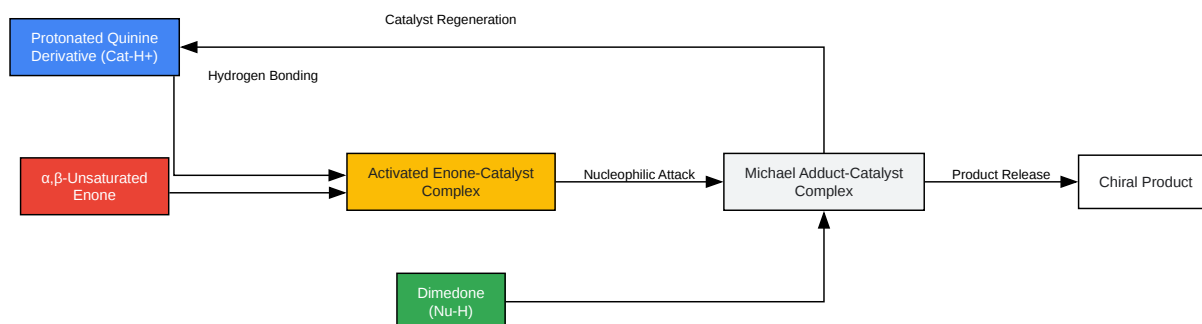 Catalyst Regeneration
Protonated Quinine
Derivative (Cat-H+)
Hydrogen Bonding
α,β-Unsaturated
Enone
Activated Enone-Catalyst
Complex
Nucleophilic Attack
Michael Adduct-Catalyst
Complex
Product Release
Chiral Product
Dimedone
(Nu-H)